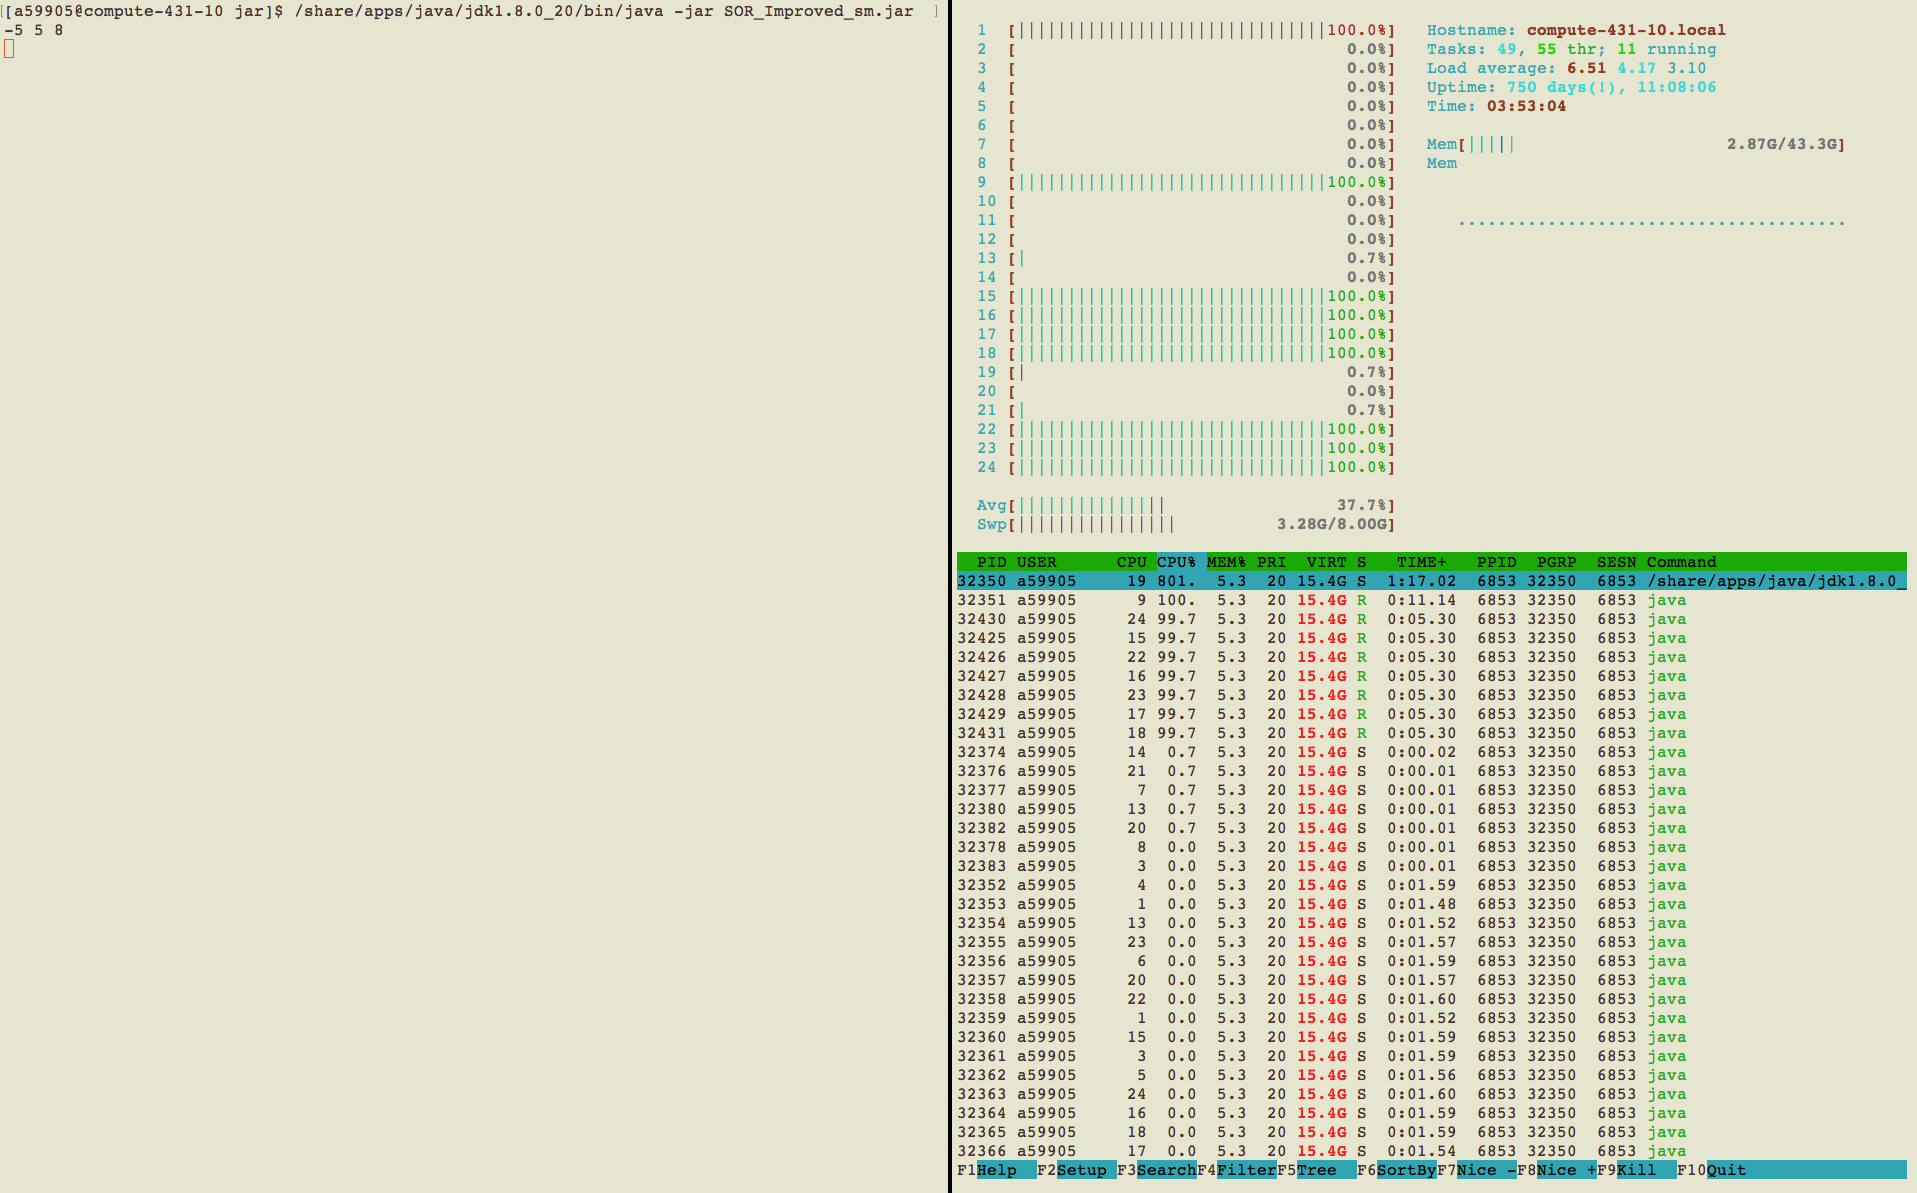 [[a59905@compute-431-10 jar]$ /share/apps/java/jdk1.8.0_20/bin/java -jar SOR_Improved_sm.jar ]
-5 5 8
1 [||||||||||||||||||||||||||||||||100.0%]
2 [ 0.0%]
3 [ 0.0%]
4 [ 0.0%]
5 [ 0.0%]
6 [ 0.0%]
7 [ 0.0%]
8 [ 0.0%]
9 [||||||||||||||||||||||||||||||||100.0%]
10 [ 0.0%]
11 [ 0.0%]
12 [ 0.0%]
13 [| 0.7%]
14 [ 0.0%]
15 [||||||||||||||||||||||||||||||||100.0%]
16 [||||||||||||||||||||||||||||||||100.0%]
17 [||||||||||||||||||||||||||||||||100.0%]
18 [||||||||||||||||||||||||||||||||100.0%]
19 [| 0.7%]
20 [ 0.0%]
21 [| 0.7%]
22 [||||||||||||||||||||||||||||||||100.0%]
23 [||||||||||||||||||||||||||||||||100.0%]
24 [||||||||||||||||||||||||||||||||100.0%]
Avg[||||||||||||||| 37.7%]
Swp[|||||||||||||||| 3.28G/8.00G]
Hostname: compute-431-10.local
Tasks: 49, 55 thr; 11 running
Load average: 6.51 4.17 3.10
Uptime: 750 days(!), 11:08:06
Time: 03:53:04
Mem[||||| 2.87G/43.3G]
Mem
.......................................
PID USER CPU CPU% MEM% PRI VIRT S TIME+ PPID PGRP SESN Command
32350 a59905 19 801. 5.3 20 15.4G S 1:17.02 6853 32350 6853 /share/apps/java/jdk1.8.0_
32351 a59905 9 100. 5.3 20 15.4G R 0:11.14 6853 32350 6853 java
32430 a59905 24 99.7 5.3 20 15.4G R 0:05.30 6853 32350 6853 java
32425 a59905 15 99.7 5.3 20 15.4G R 0:05.30 6853 32350 6853 java
32426 a59905 22 99.7 5.3 20 15.4G R 0:05.30 6853 32350 6853 java
32427 a59905 16 99.7 5.3 20 15.4G R 0:05.30 6853 32350 6853 java
32428 a59905 23 99.7 5.3 20 15.4G R 0:05.30 6853 32350 6853 java
32429 a59905 17 99.7 5.3 20 15.4G R 0:05.30 6853 32350 6853 java
32431 a59905 18 99.7 5.3 20 15.4G R 0:05.30 6853 32350 6853 java
32374 a59905 14 0.7 5.3 20 15.4G S 0:00.02 6853 32350 6853 java
32376 a59905 21 0.7 5.3 20 15.4G S 0:00.01 6853 32350 6853 java
32377 a59905 7 0.7 5.3 20 15.4G S 0:00.01 6853 32350 6853 java
32380 a59905 13 0.7 5.3 20 15.4G S 0:00.01 6853 32350 6853 java
32382 a59905 20 0.7 5.3 20 15.4G S 0:00.01 6853 32350 6853 java
32378 a59905 8 0.0 5.3 20 15.4G S 0:00.01 6853 32350 6853 java
32383 a59905 3 0.0 5.3 20 15.4G S 0:00.01 6853 32350 6853 java
32352 a59905 4 0.0 5.3 20 15.4G S 0:01.59 6853 32350 6853 java
32353 a59905 1 0.0 5.3 20 15.4G S 0:01.48 6853 32350 6853 java
32354 a59905 13 0.0 5.3 20 15.4G S 0:01.52 6853 32350 6853 java
32355 a59905 23 0.0 5.3 20 15.4G S 0:01.57 6853 32350 6853 java
32356 a59905 6 0.0 5.3 20 15.4G S 0:01.59 6853 32350 6853 java
32357 a59905 20 0.0 5.3 20 15.4G S 0:01.57 6853 32350 6853 java
32358 a59905 22 0.0 5.3 20 15.4G S 0:01.60 6853 32350 6853 java
32359 a59905 1 0.0 5.3 20 15.4G S 0:01.52 6853 32350 6853 java
32360 a59905 15 0.0 5.3 20 15.4G S 0:01.59 6853 32350 6853 java
32361 a59905 3 0.0 5.3 20 15.4G S 0:01.59 6853 32350 6853 java
32362 a59905 5 0.0 5.3 20 15.4G S 0:01.56 6853 32350 6853 java
32363 a59905 24 0.0 5.3 20 15.4G S 0:01.60 6853 32350 6853 java
32364 a59905 16 0.0 5.3 20 15.4G S 0:01.59 6853 32350 6853 java
32365 a59905 18 0.0 5.3 20 15.4G S 0:01.59 6853 32350 6853 java
32366 a59905 17 0.0 5.3 20 15.4G S 0:01.54 6853 32350 6853 java
F1Help F2Setup F3SearchF4FilterF5Tree F6SortByF7Nice -F8Nice +F9Kill F10Quit